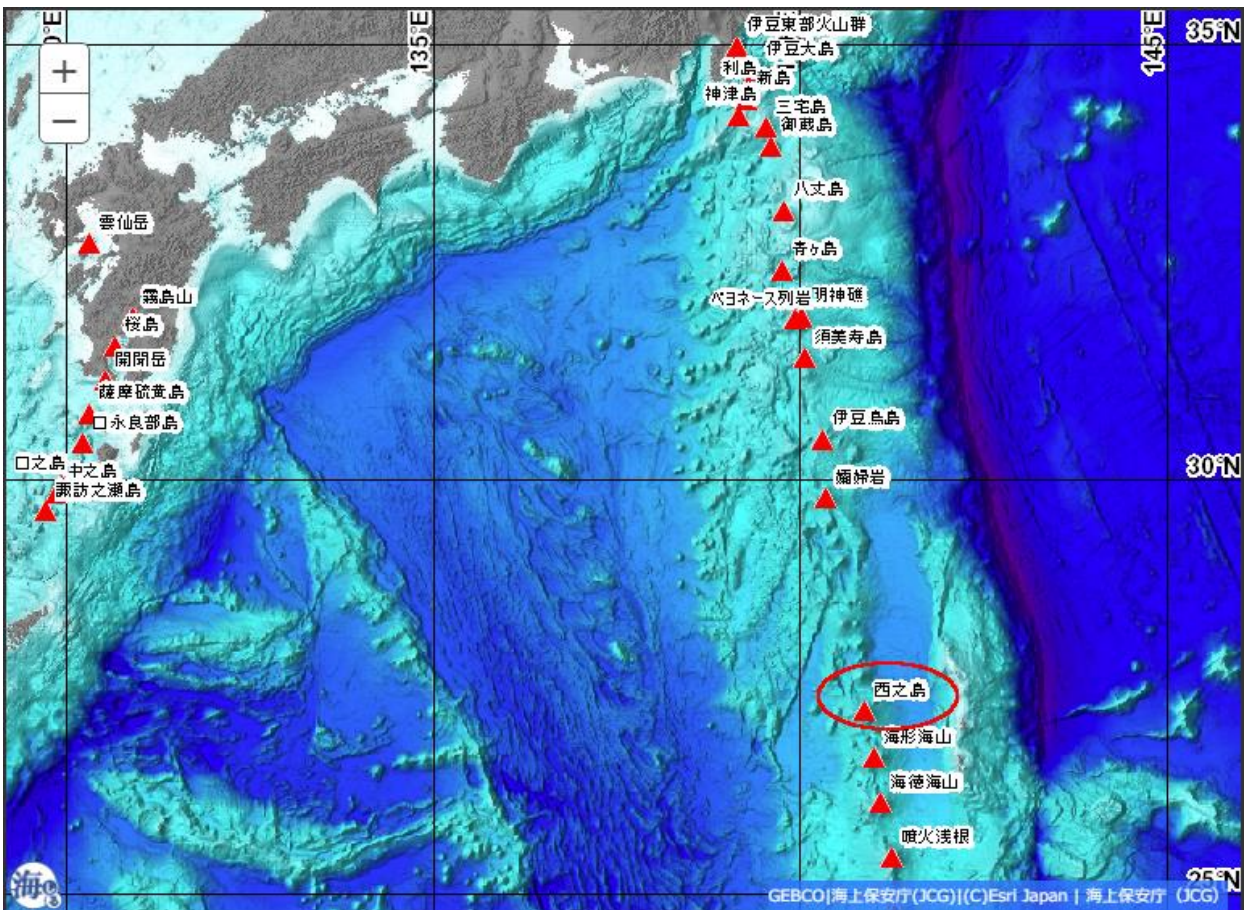 0°E
135°E
145°E
35°N
+
−
伊豆東部火山群
伊豆大島
利島
新島
神津島
三宅島
御蔵島
八丈島
青ヶ島
ベヨネース列岩
明神礁
須美寿島
伊豆鳥島
孀婦岩
30°N
雲仙岳
霧島山
桜島
開聞岳
薩摩硫黄島
口永良部島
口之島
中之島
諏訪之瀬島
西之島
海形海山
海徳海山
噴火浅根
25°N
海しる
GEBCO|海上保安庁(JCG)|(C)Esri Japan | 海上保安庁（JCG）